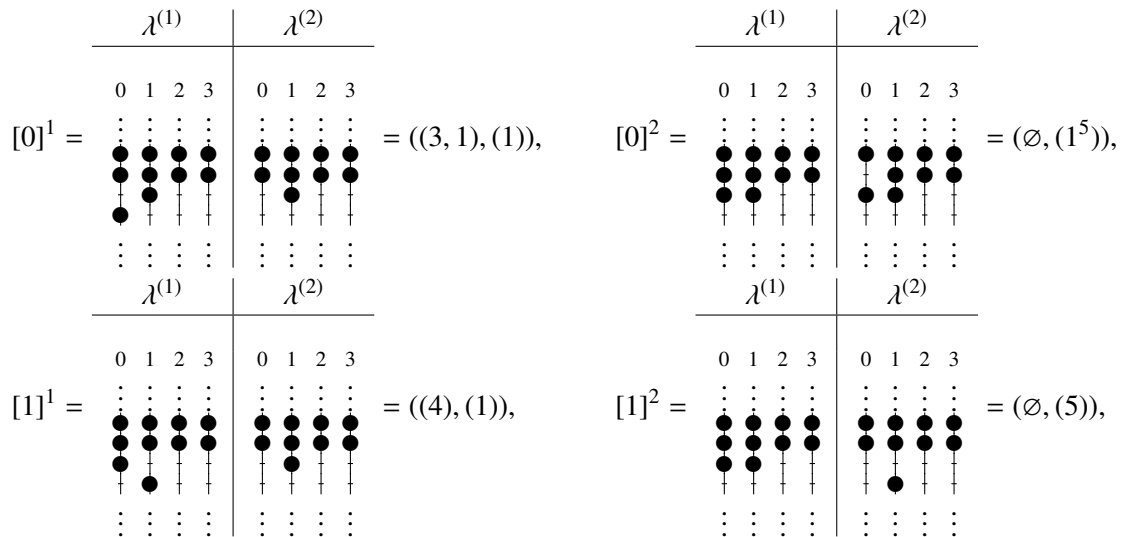 λ^{(1)} λ^{(2)} λ^{(1)} λ^{(2)}
0 1 2 3 0 1 2 3 0 1 2 3 0 1 2 3
[0]^1 = = ((3, 1), (1)), [0]^2 = = (∅, (1^5)),
λ^{(1)} λ^{(2)} λ^{(1)} λ^{(2)}
0 1 2 3 0 1 2 3 0 1 2 3 0 1 2 3
[1]^1 = = ((4), (1)), [1]^2 = = (∅, (5)),